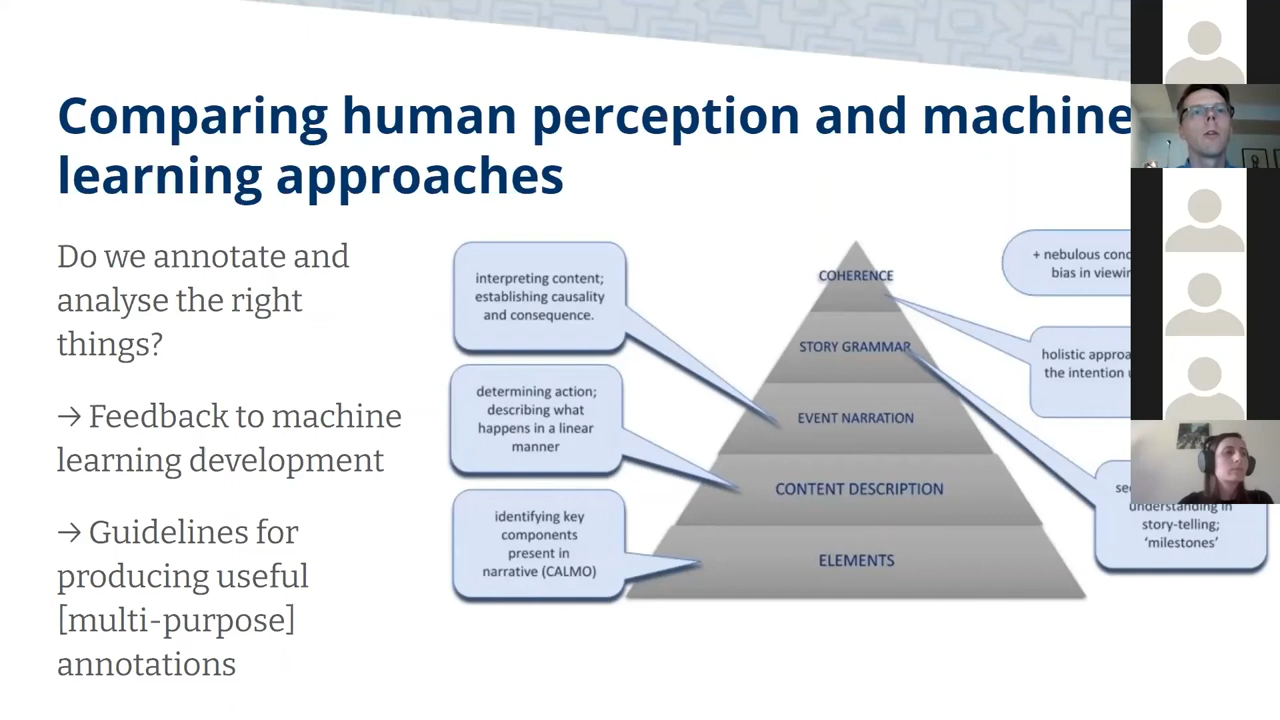 Comparing human perception and machine
learning approaches
Do we annotate and
analyse the right
things?
→ Feedback to machine
learning development
→ Guidelines for
producing useful
[multi-purpose]
annotations
interpreting content;
establishing causality
and consequence.
determining action;
describing what
happens in a linear
manner
identifying key
components
present in
narrative (CALMO)
COHERENCE
STORY GRAMMAR
EVENT NARRATION
CONTENT DESCRIPTION
ELEMENTS
+ nebulous
bias in
holistic
the intention
understanding in
story-telling;
‘milestones’